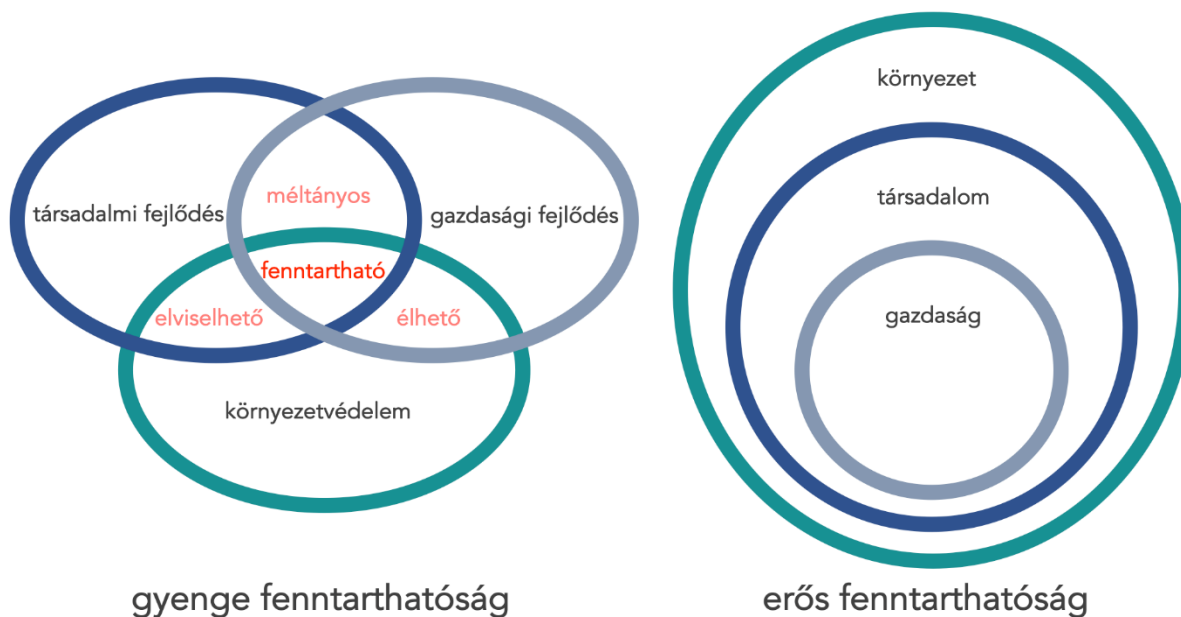 társadalmi fejlődés
méltányos
gazdasági fejlődés
fenntartható
elviselhető
élhető
környezetvédelem
gyenge fenntarthatóság
környezet
társadalom
gazdaság
erős fenntarthatóság